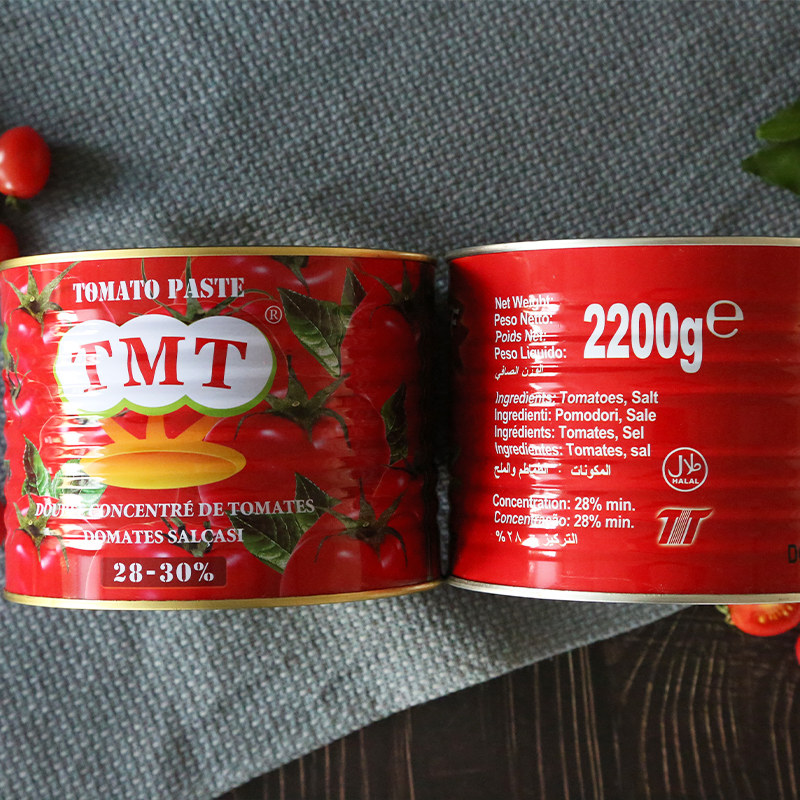 TOMATO PASTE
TMT
®
DOUBLE CONCENTRÉ DE TOMATES
DOMATES SALÇASI
28-30%
Net Weight:
Peso Netto:
Poids Net:
Peso Liquido:
الوزن الصافي
2200g℮
Ingredients: Tomatoes, Salt
Ingredienti: Pomodori, Sale
Ingrédients: Tomates, Sel
Ingredientes: Tomates, sal
المكونات : الطماطم والملح
حلال
HALAL
Concentration: 28% min.
Concentração: 28% min.
التركيز ٢٨%
TT